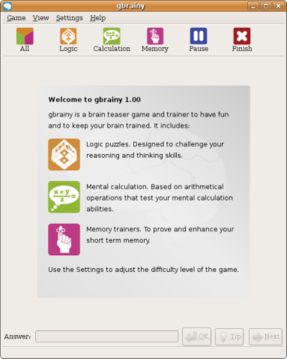 gbrainy
Game View Settings Help
All Logic Calculation Memory Pause Finish
Welcome to gbrainy 1.00
gbrainy is a brain teaser game and trainer to have fun
and to keep your brain trained. It includes:
Logic puzzles. Designed to challenge your
reasoning and thinking skills.
x+y
z=
Mental calculation. Based on arithmetical
operations that test your mental calculation
abilities.
Memory trainers. To prove and enhance your
short term memory.
Use the Settings to adjust the difficulty level of the game.
Answer: OK Tip Next